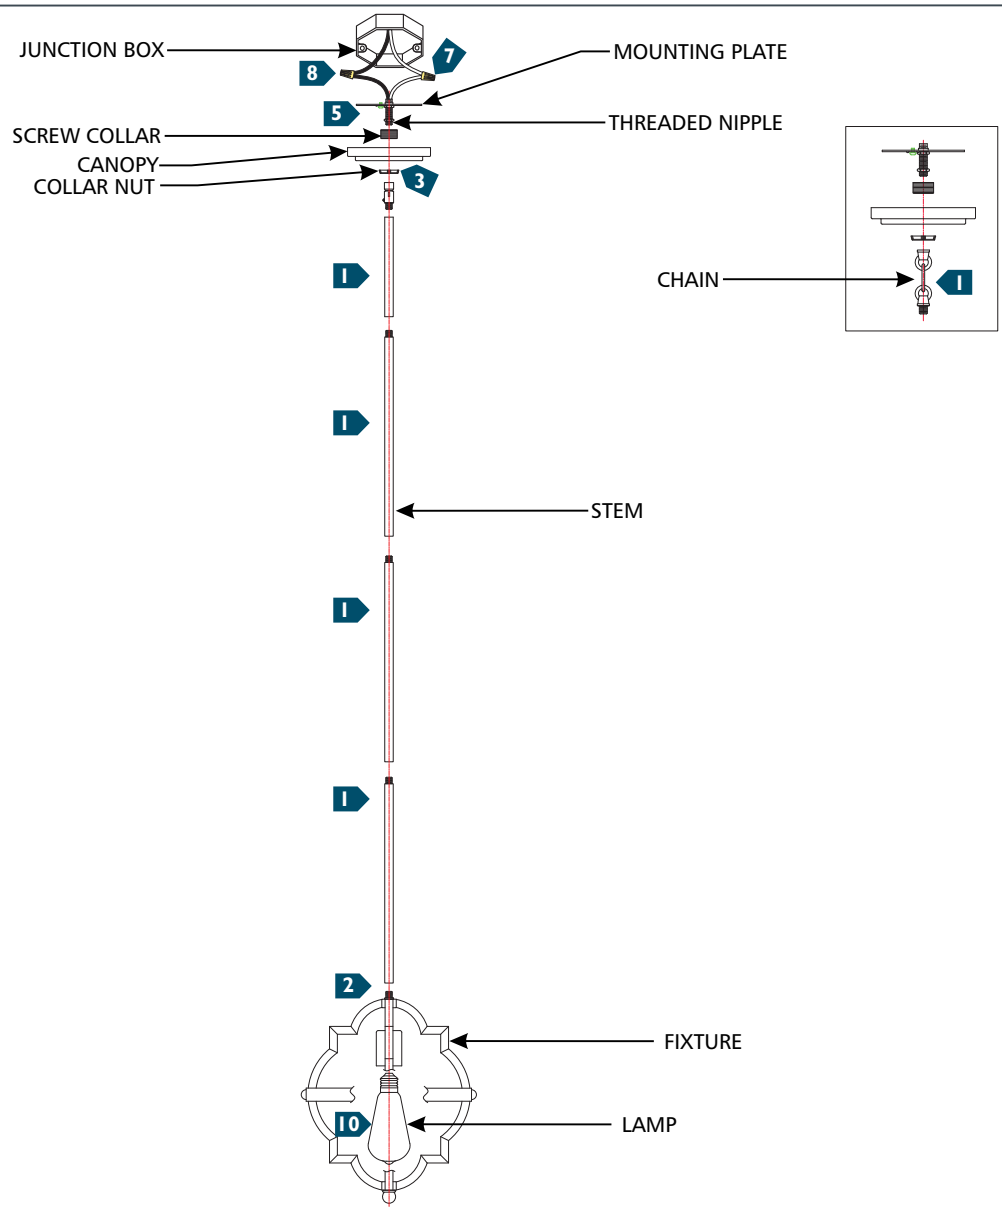 JUNCTION BOX
7
MOUNTING PLATE
8
5
THREADED NIPPLE
SCREW COLLAR
CANOPY
COLLAR NUT
3
1
CHAIN
1
1
STEM
1
1
2
FIXTURE
10
LAMP